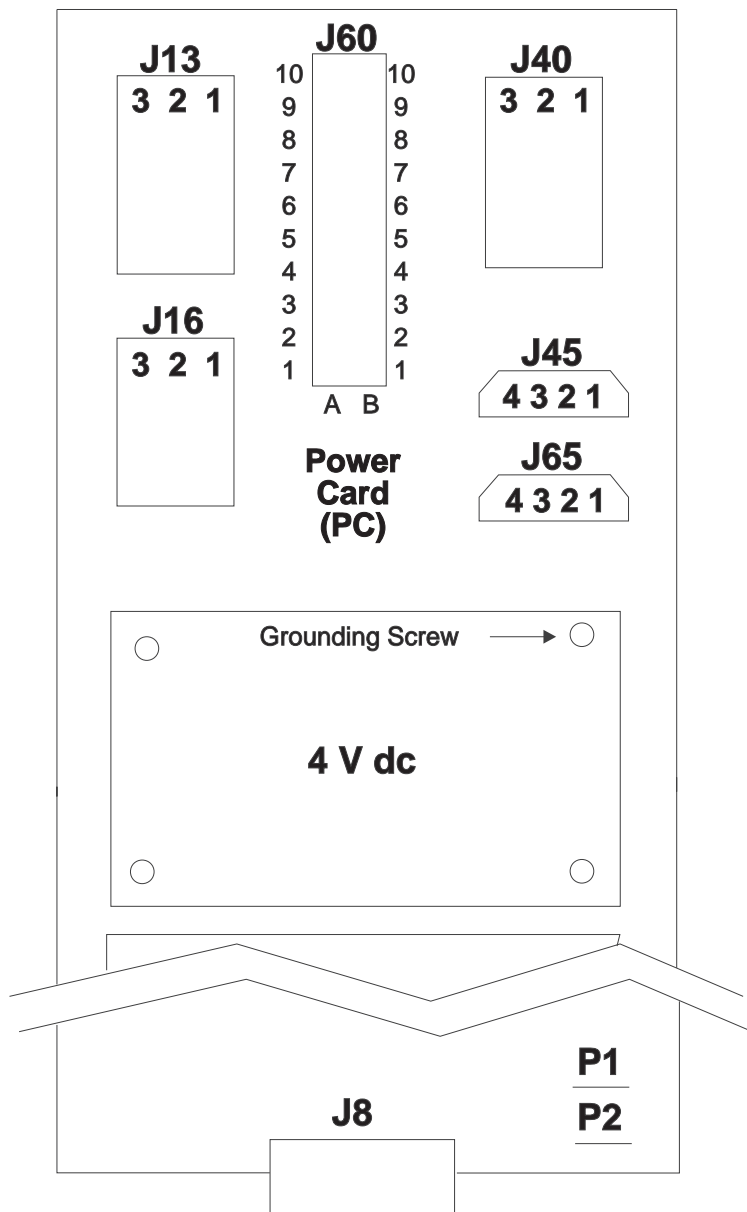 J60
J13
J40
3 2 1
10 10
3 2 1
9 9
8 8
7 7
6 6
5 5
4 4
3 3
J16
2 2
J45
3 2 1
1 1
4 3 2 1
A B
Power
Card
(PC)
J65
4 3 2 1
Grounding Screw
4 V dc
P1
J8
P2